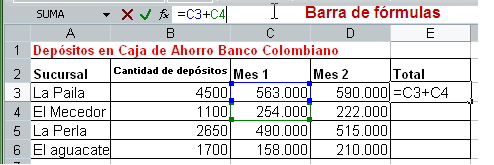 SUMA =C3+C4 Barra de fórmulas
A B C D E
1 Depósitos en Caja de Ahorro Banco Colombiano
2 Sucursal Cantidad de depósitos Mes 1 Mes 2 Total
3 La Paila 4500 563.000 590.000 =C3+C4
4 El Mecedor 1100 254.000 222.000
5 La Perla 2650 490.000 515.000
6 El aguacate 1700 158.000 210.000